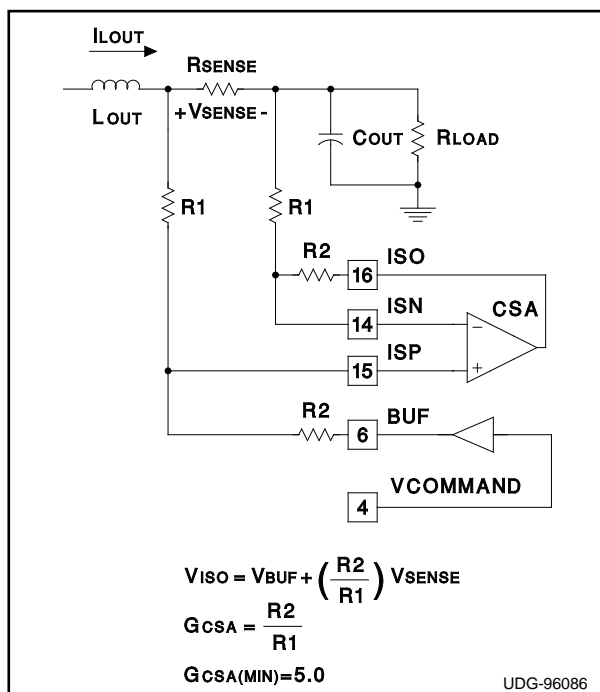 ILOUT
RSENSE
LOUT
+VSENSE-
COUT
RLOAD
R1
R1
R2
16
ISO
CSA
14
ISN
-
15
ISP
+
R2
6
BUF
VCOMMAND
4
VISO = VBUF + (R2/R1) VSENSE
GCSA = R2/R1
GCSA(MIN)=5.0
UDG-96086